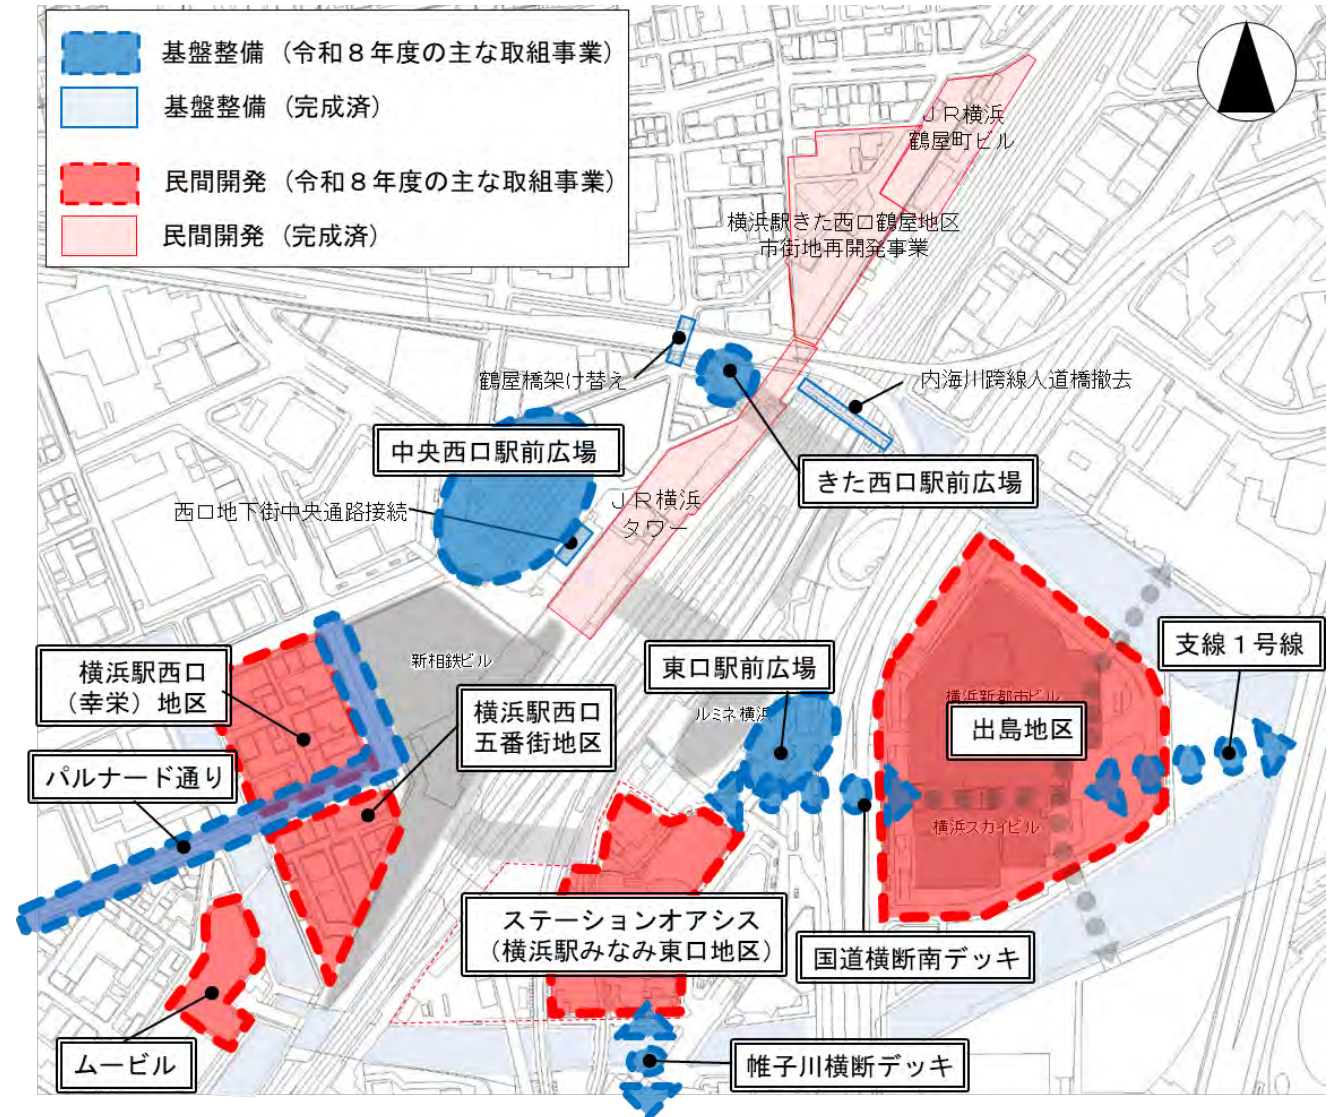 基盤整備（令和８年度の主な取組事業）
基盤整備（完成済）
民間開発（令和８年度の主な取組事業）
民間開発（完成済）
ＪＲ横浜
鶴屋町ビル
横浜駅きた西口鶴屋地区
市街地再開発事業
鶴屋橋架け替え
内海川跨線人道橋撤去
中央西口駅前広場
きた西口駅前広場
西口地下街中央通路接続
ＪＲ横浜
タワー
支線１号線
横浜駅西口
（幸栄）地区
新相鉄ビル
東口駅前広場
横浜新都市ビル
ルミネ横浜
横浜駅西口
五番街地区
出島地区
パルナード通り
横浜スカイビル
ステーションオアシス
（横浜駅みなみ東口地区）
国道横断南デッキ
ムービル
帷子川横断デッキ